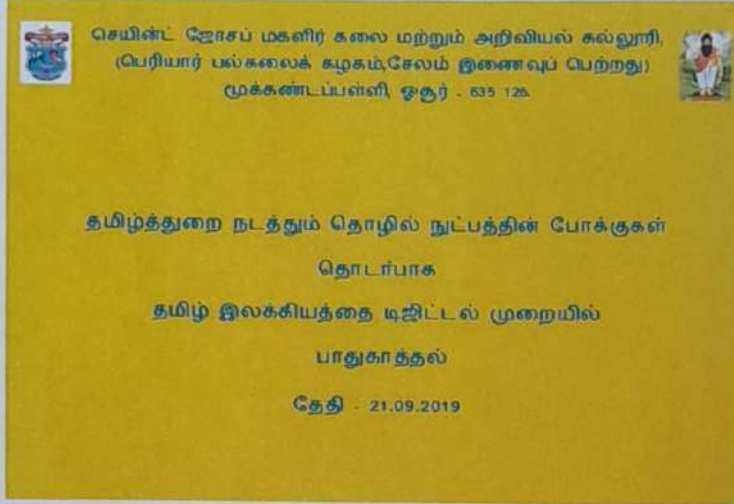 செயின்ட் ஜோசப் மகளிர் கலை மற்றும் அறிவியல் கல்லூரி,
(பெரியார் பல்கலைக் கழகம்,சேலம் இணைவுப் பெற்றது)
மூக்கண்டப்பள்ளி, ஓசூர் - 635 126.
தமிழ்த்துறை நடத்தும் தொழில் நுட்பத்தின் போக்குகள்
தொடர்பாக
தமிழ் இலக்கியத்தை டிஜிட்டல் முறையில்
பாதுகாத்தல்
தேதி - 21.09.2019